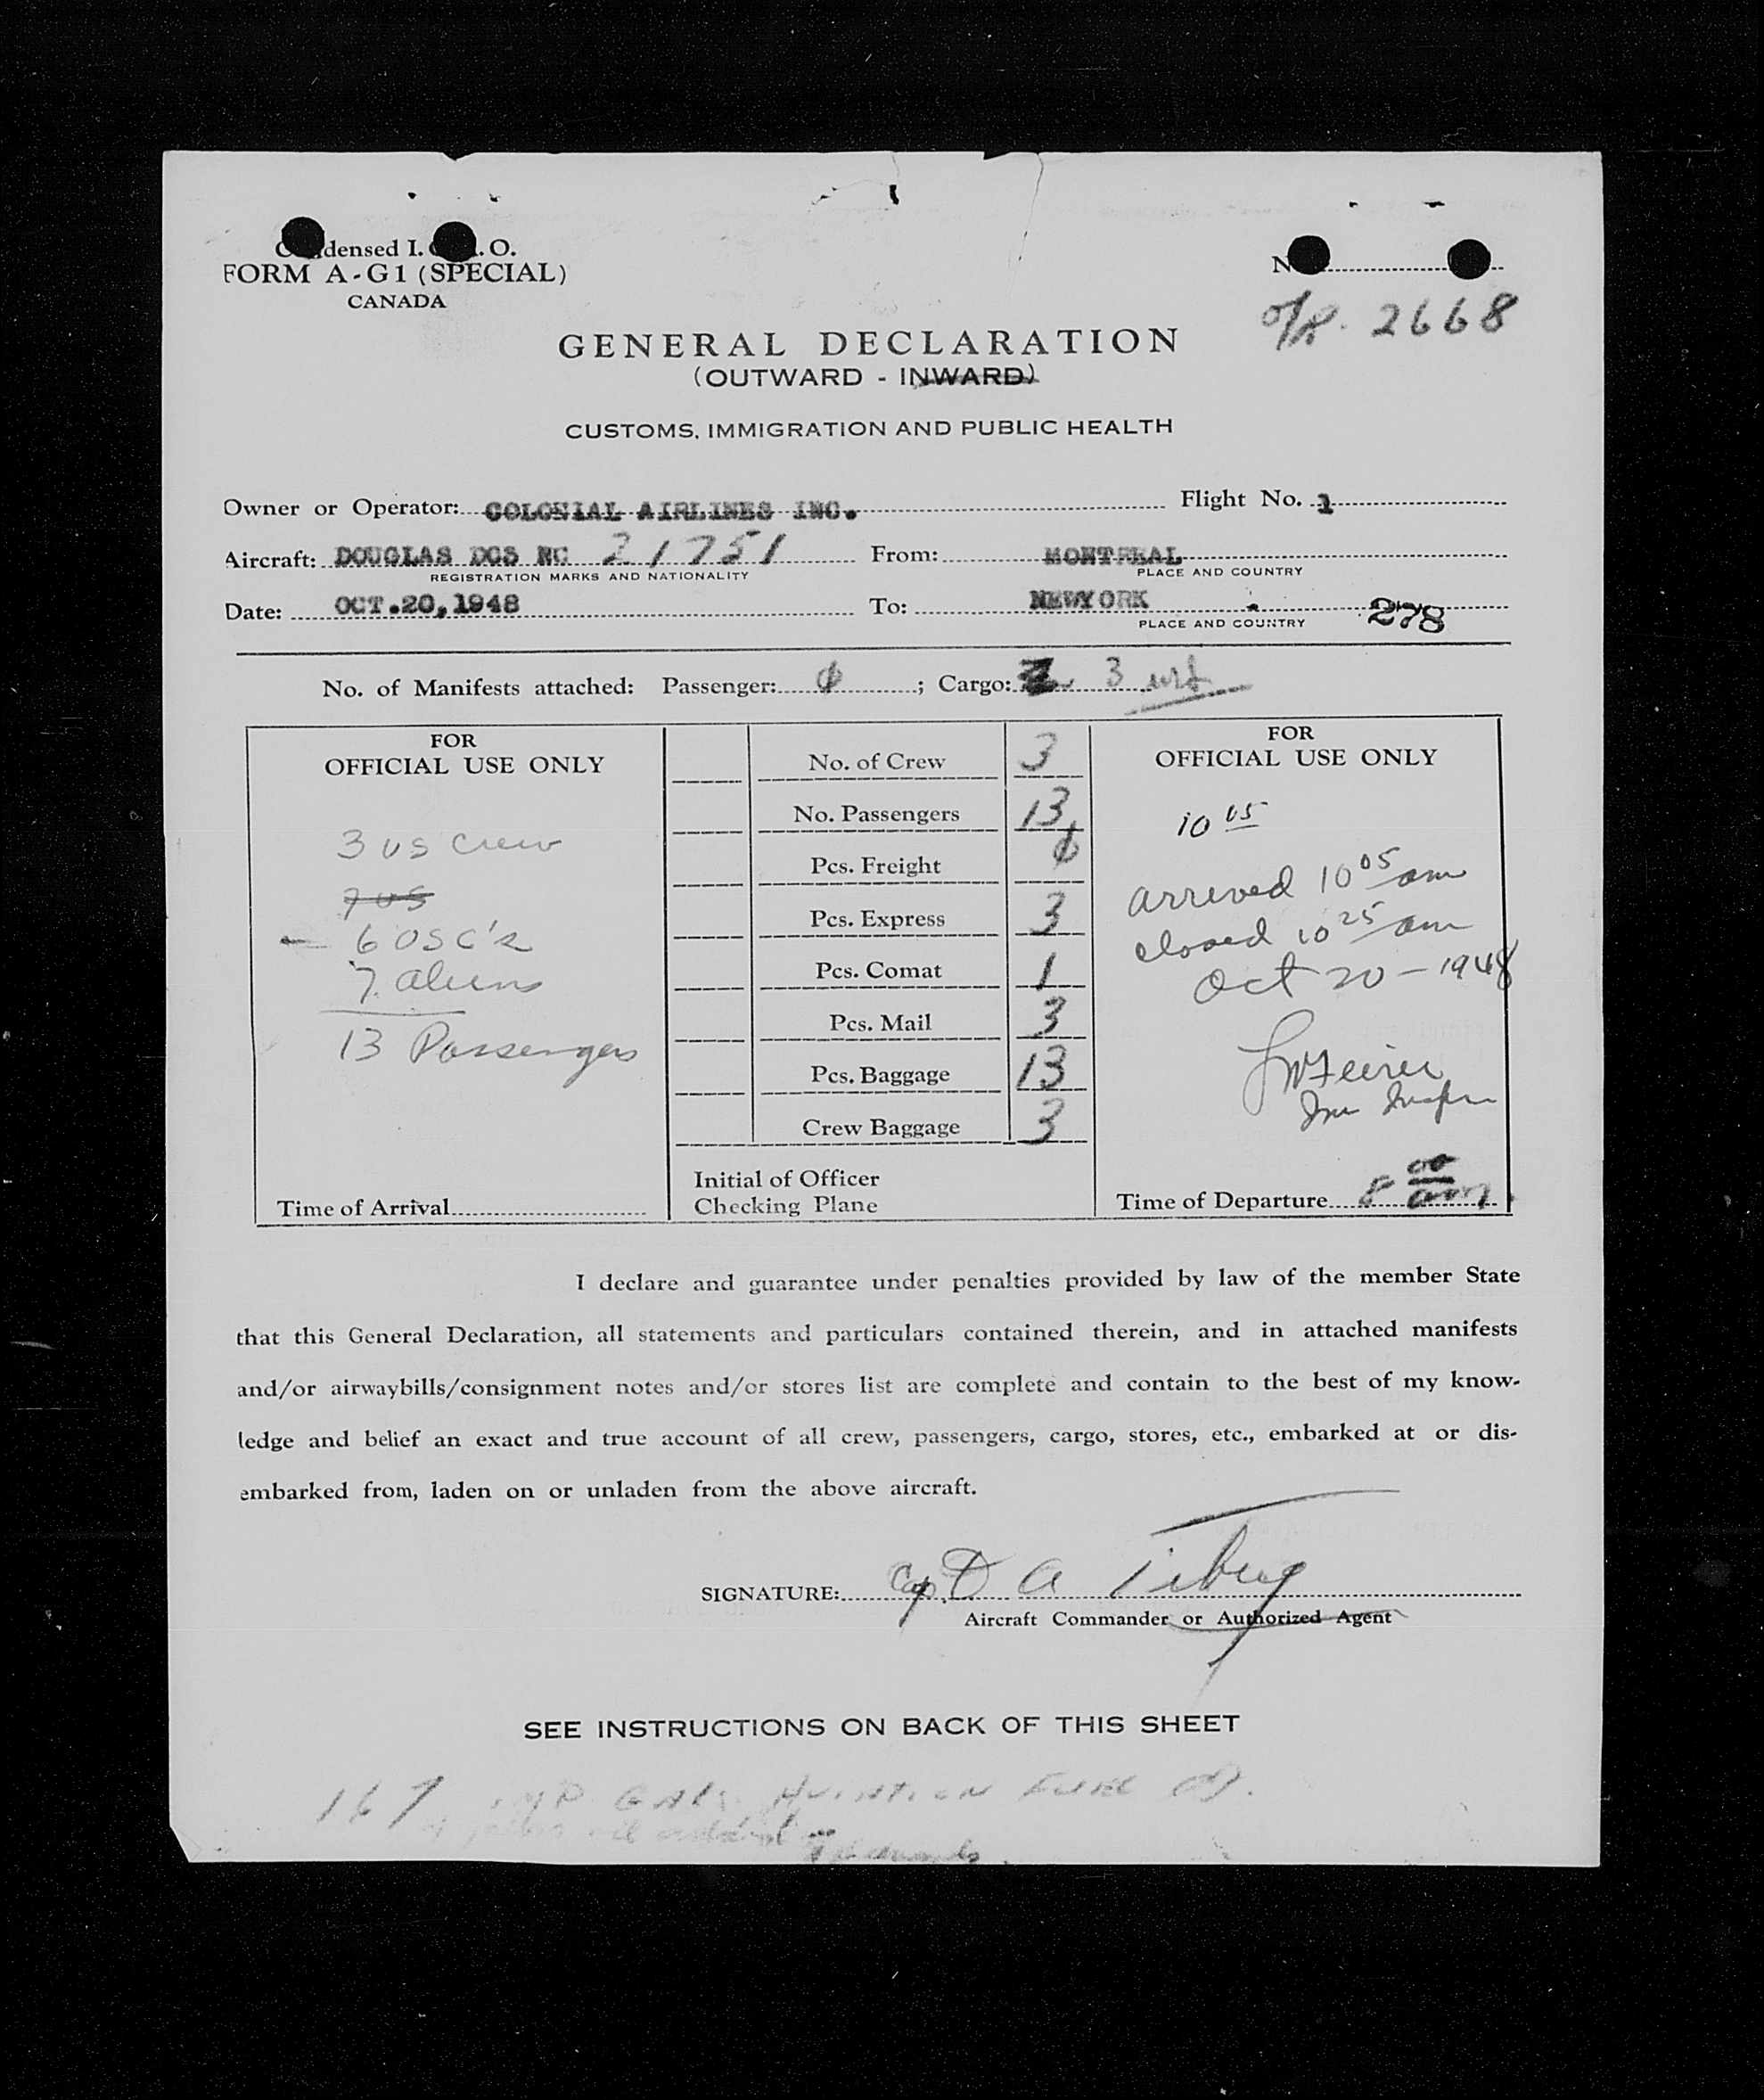 densed I. . O.
FORM A-G1 (SPECIAL)
CANADA
N
2668
GENERAL DECLARATION
(OUTWARD - INWARD)
CUSTOMS, IMMIGRATION AND PUBLIC HEALTH
Owner or Operator: COLONIAL AIRLINES INC. Flight No. 1
Aircraft: DOUGLAS DC3 NC 21751 From: MONTREAL
REGISTRATION MARKS AND NATIONALITY PLACE AND COUNTRY
Date: OCT.20,1948 To: NEWYORK 278
PLACE AND COUNTRY
No. of Manifests attached: Passenger: ϕ ; Cargo: 3
FOR
OFFICIAL USE ONLY
3 US Crew
7 US
6 USC's
7 aliens
13 Passengers
Time of Arrival
No. of Crew 3
No. Passengers 13
Pcs. Freight ϕ
Pcs. Express 3
Pcs. Comat 1
Pcs. Mail 3
Pcs. Baggage 13
Crew Baggage 3
Initial of Officer
Checking Plane
FOR
OFFICIAL USE ONLY
10 05
arrived 10 05 am
closed 10 25 am
Oct 20 - 1948
Time of Departure 8 00 am
I declare and guarantee under penalties provided by law of the member State
that this General Declaration, all statements and particulars contained therein, and in attached manifests
and/or airwaybills/consignment notes and/or stores list are complete and contain to the best of my know-
ledge and belief an exact and true account of all crew, passengers, cargo, stores, etc., embarked at or dis-
embarked from, laden on or unladen from the above aircraft.
SIGNATURE: Capt D A
Aircraft Commander or Authorized Agent
SEE INSTRUCTIONS ON BACK OF THIS SHEET
167 GALS AVIATION FUEL